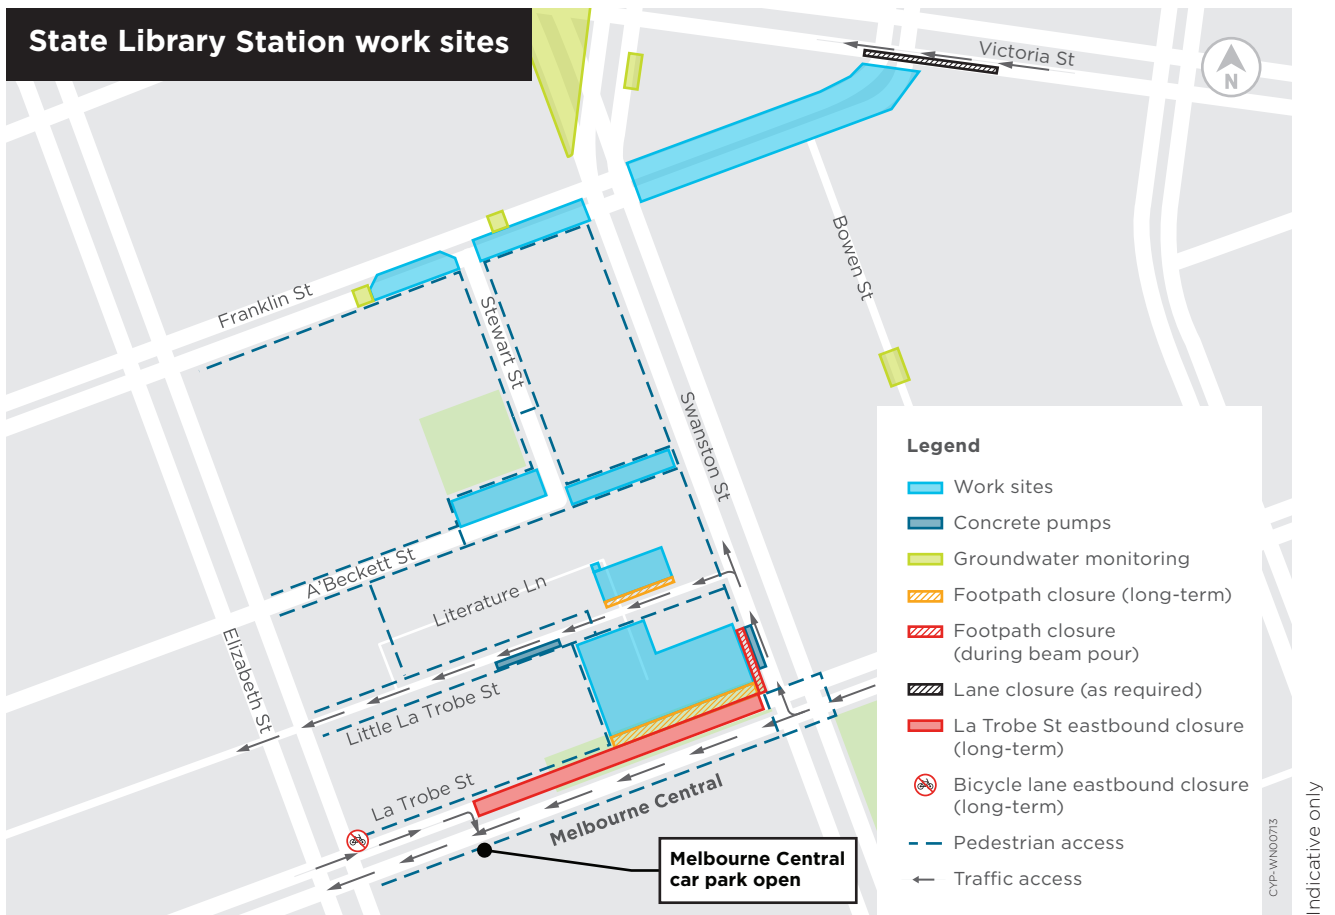 State Library Station work sites
Victoria St
N
Bowen St
Franklin St
Stewart St
Swanston St
A'Beckett St
Literature Ln
Elizabeth St
Little La Trobe St
La Trobe St
Melbourne Central
Melbourne Central
car park open
Legend
Work sites
Concrete pumps
Groundwater monitoring
Footpath closure (long-term)
Footpath closure
(during beam pour)
Lane closure (as required)
La Trobe St eastbound closure
(long-term)
Bicycle lane eastbound closure
(long-term)
Pedestrian access
Traffic access
CYP-WN00713
Indicative only